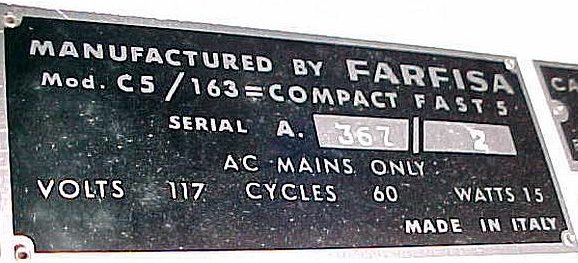 MANUFACTURED BY FARFISA
Mod. C5/163=COMPACT FAST 5
SERIAL A. 367/2
AC MAINS ONLY
VOLTS 117 CYCLES 60 WATTS 15
MADE IN ITALY
CA